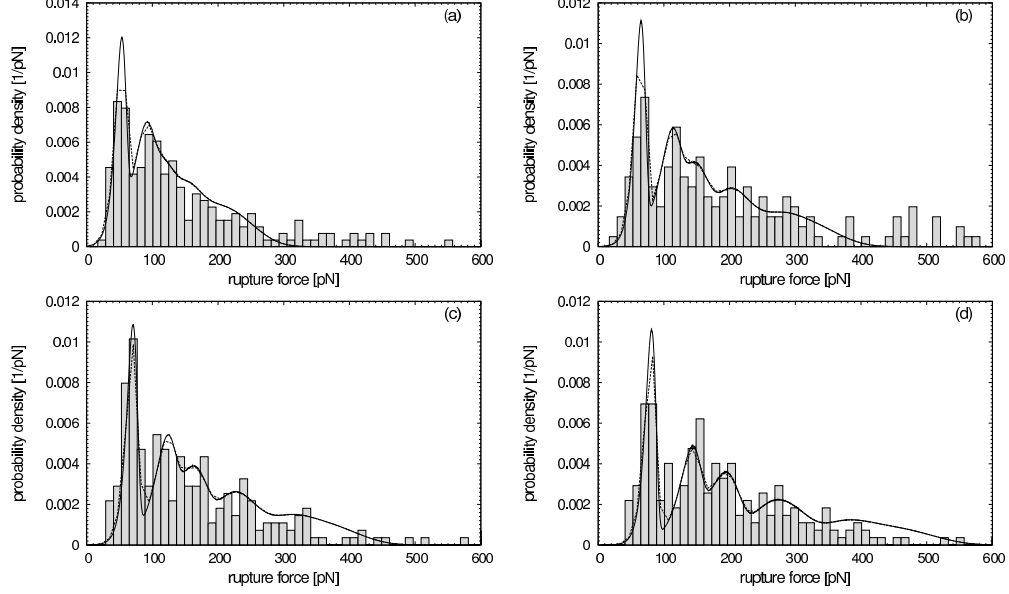 (a)
probability density [1/pN]
0.014
0.012
0.01
0.008
0.006
0.004
0.002
0
0 100 200 300 400 500 600
rupture force [pN]
(b)
probability density [1/pN]
0.012
0.01
0.008
0.006
0.004
0.002
0
0 100 200 300 400 500 600
rupture force [pN]
(c)
probability density [1/pN]
0.012
0.01
0.008
0.006
0.004
0.002
0
0 100 200 300 400 500 600
rupture force [pN]
(d)
probability density [1/pN]
0.012
0.01
0.008
0.006
0.004
0.002
0
0 100 200 300 400 500 600
rupture force [pN]